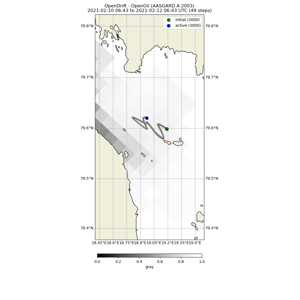 OpenDrift - OpenOil (AASGARD A 2003)
2021-02-10 06:43 to 2021-02-12 06:43 UTC (49 steps)
initial (3000)
active (3000)
79.8°N
79.7°N
79.6°N
79.5°N
79.4°N
79.8°N
79.7°N
79.6°N
79.5°N
79.4°N
18.45°E 18.6°E 18.75°E 18.9°E 19.05°E 19.2°E 19.35°E 19.5°E
0.0 0.2 0.4 0.6 0.8 1.0
gray